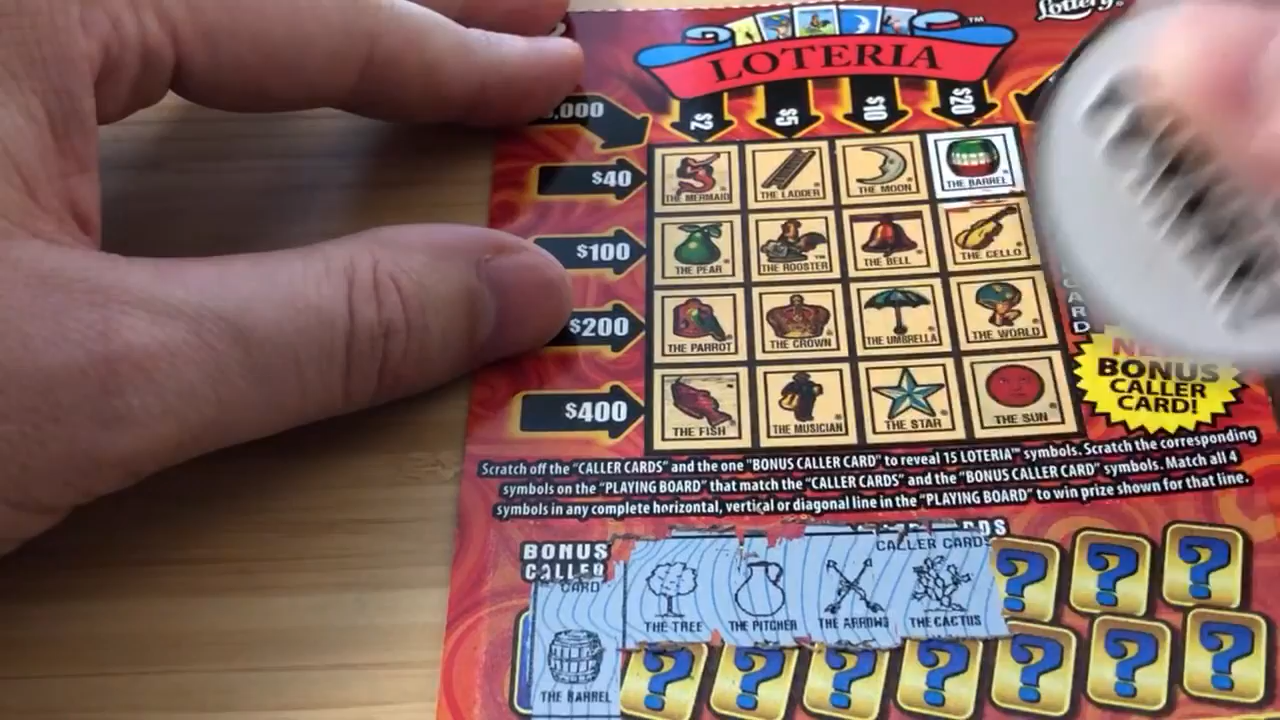 Lottery®
LOTERIA™
,000
$2
$5
$10
$20
$40
THE MERMAID
THE LADDER
THE MOON
THE BARREL
$100
THE PEAR
THE ROOSTER
THE BELL
THE CELLO
$200
THE PARROT
THE CROWN
THE UMBRELLA
THE WORLD
$400
THE FISH
THE MUSICIAN
THE STAR
THE SUN
BONUS
CALLER
CARD!
Scratch off the "CALLER CARDS" and the one "BONUS CALLER CARD" to reveal 15 LOTERIA™ symbols. Scratch the corresponding
symbols on the "PLAYING BOARD" that match the "CALLER CARDS" and the "BONUS CALLER CARD" symbols. Match all 4
symbols in any complete horizontal, vertical or diagonal line in the "PLAYING BOARD" to win prize shown for that line.
BONUS
CALLER
CARD
THE BARREL
CALLER CARDS
THE TREE
THE PITCHER
THE ARROWS
THE CACTUS
? ? ?
? ? ? ? ? ? ?